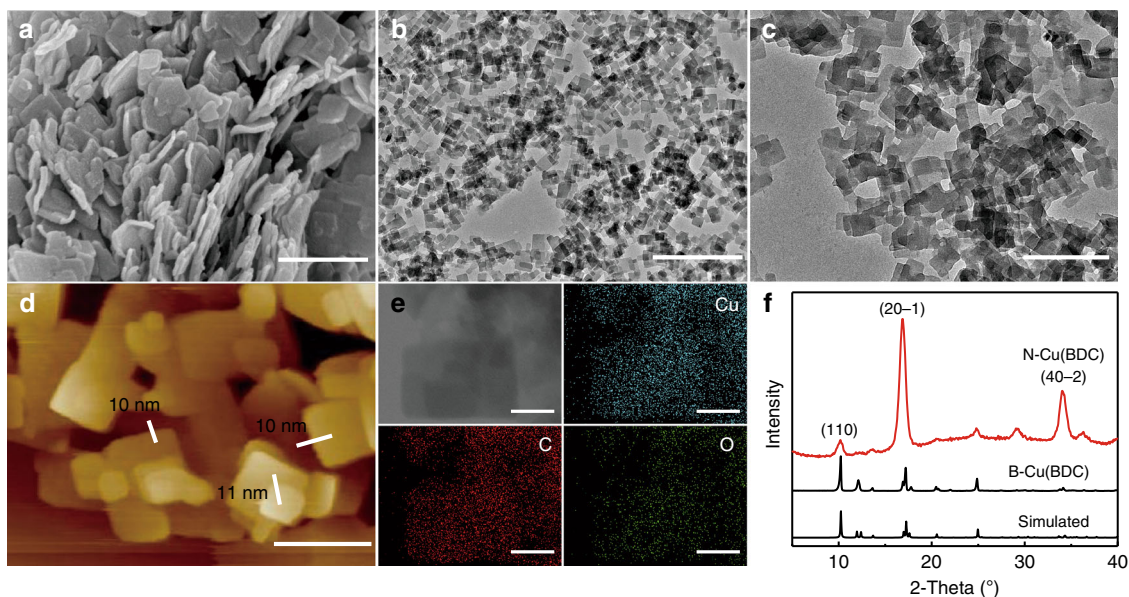 a
b
c
d
10 nm
10 nm
11 nm
e
Cu
C
O
f
(20–1)
N-Cu(BDC)
(40–2)
(110)
B-Cu(BDC)
Simulated
Intensity
10
20
30
40
2-Theta (°)